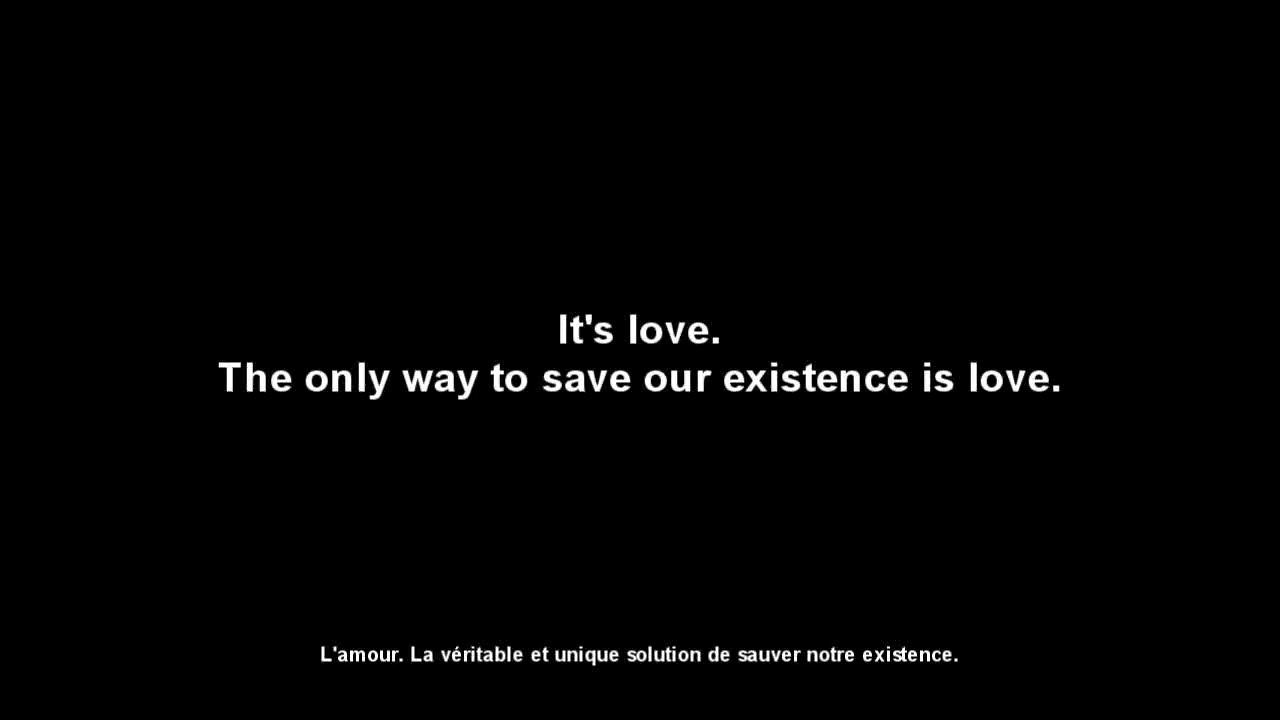 It's love.
The only way to save our existence is love.
L'amour. La véritable et unique solution de sauver notre existence.